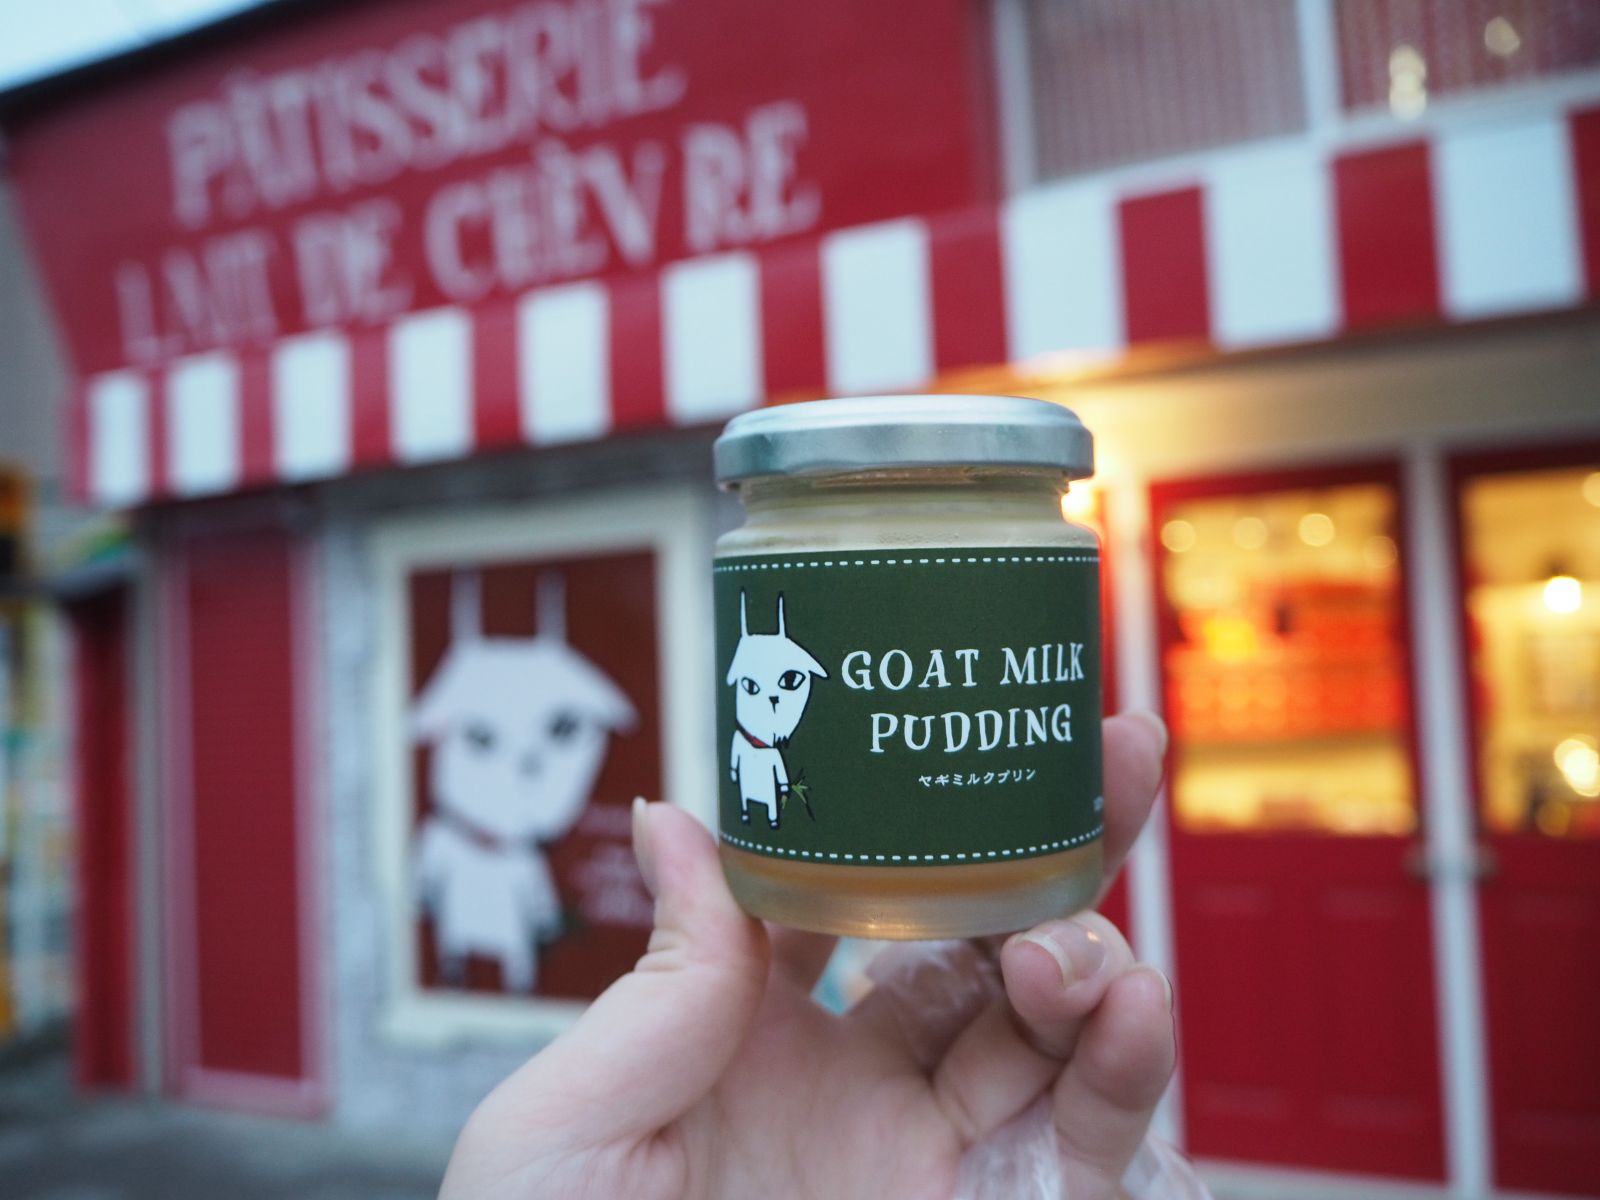 PÂTISSERIE
LAIT DE CHÈVRE
GOAT MILK
PUDDING
ヤギミルクプリン